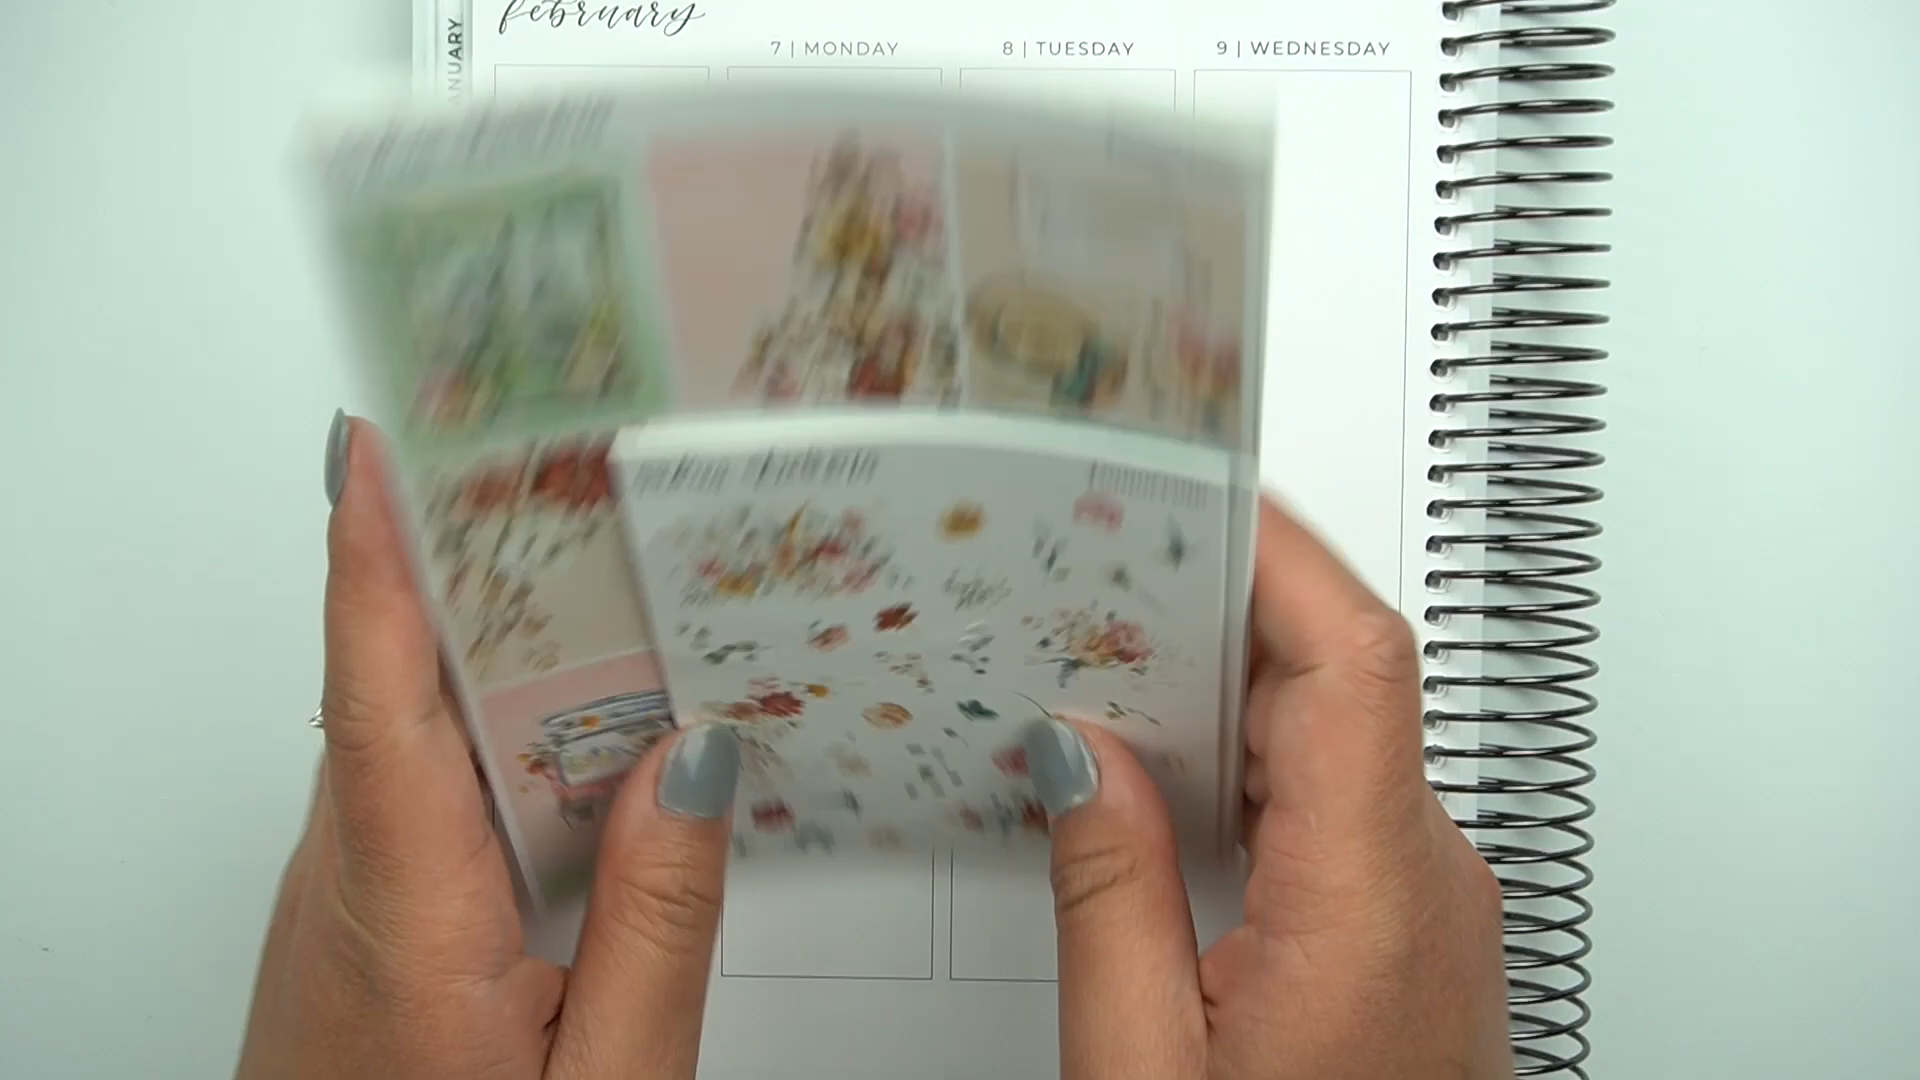 february
JANUARY
7 | MONDAY
8 | TUESDAY
9 | WEDNESDAY